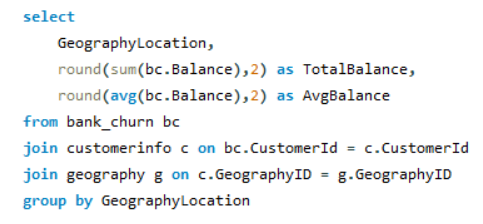 select
GeographyLocation,
round(sum(bc.Balance),2) as TotalBalance,
round(avg(bc.Balance),2) as AvgBalance
from bank_churn bc
join customerinfo c on bc.CustomerId = c.CustomerId
join geography g on c.GeographyID = g.GeographyID
group by GeographyLocation